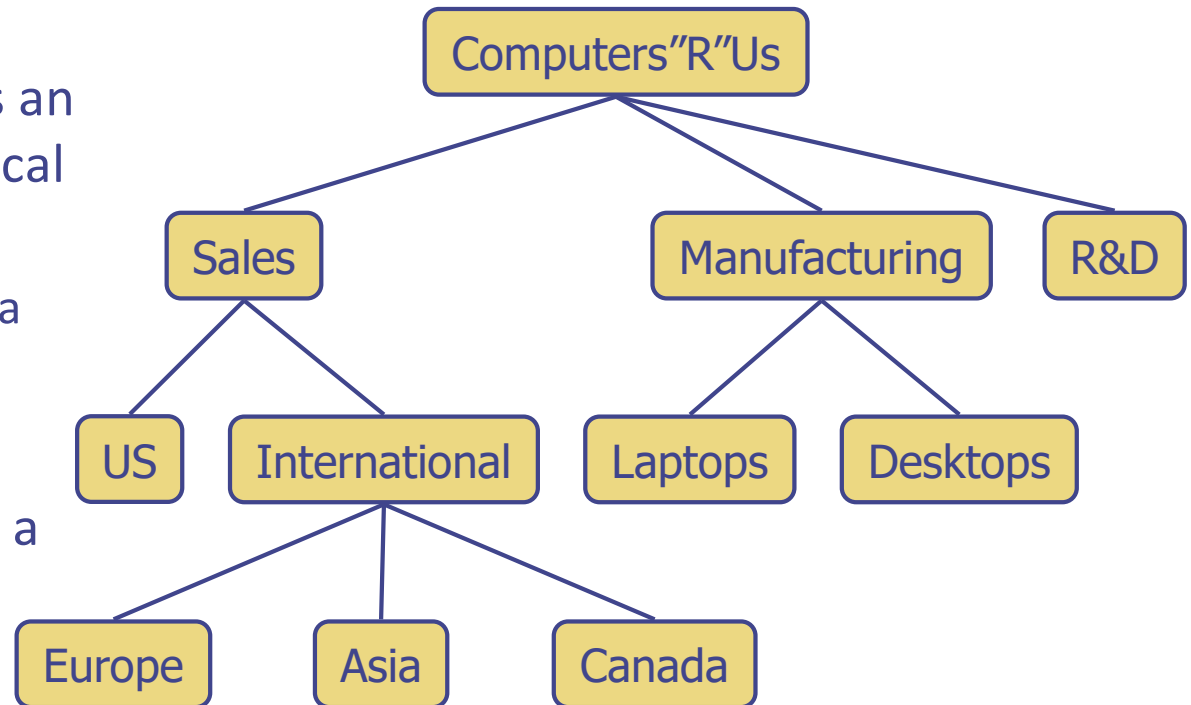 Computers”R”Us
s an
cal
Sales
Manufacturing
R&D
a
US
International
Laptops
Desktops
a
Europe
Asia
Canada